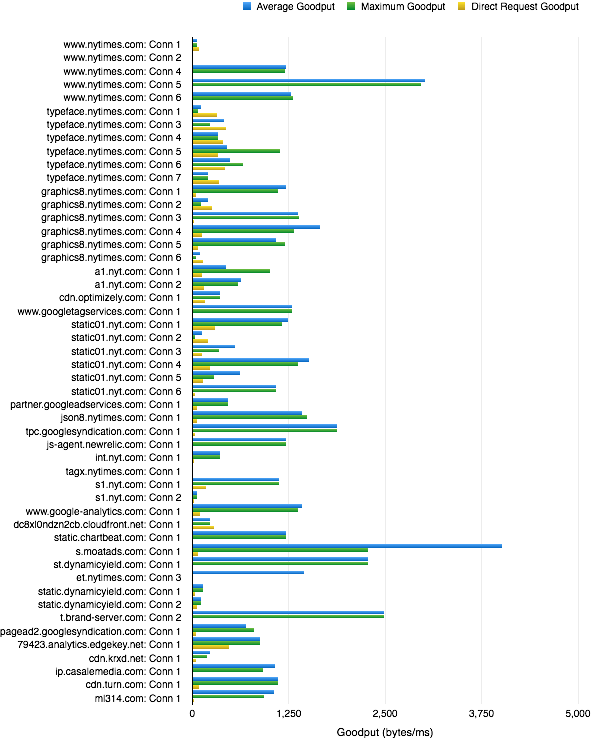 Average Goodput Maximum Goodput Direct Request Goodput
www.nytimes.com: Conn 1
www.nytimes.com: Conn 2
www.nytimes.com: Conn 4
www.nytimes.com: Conn 5
www.nytimes.com: Conn 6
typeface.nytimes.com: Conn 1
typeface.nytimes.com: Conn 3
typeface.nytimes.com: Conn 4
typeface.nytimes.com: Conn 5
typeface.nytimes.com: Conn 6
typeface.nytimes.com: Conn 7
graphics8.nytimes.com: Conn 1
graphics8.nytimes.com: Conn 2
graphics8.nytimes.com: Conn 3
graphics8.nytimes.com: Conn 4
graphics8.nytimes.com: Conn 5
graphics8.nytimes.com: Conn 6
a1.nyt.com: Conn 1
a1.nyt.com: Conn 2
cdn.optimizely.com: Conn 1
www.googletagservices.com: Conn 1
static01.nyt.com: Conn 1
static01.nyt.com: Conn 2
static01.nyt.com: Conn 3
static01.nyt.com: Conn 4
static01.nyt.com: Conn 5
static01.nyt.com: Conn 6
partner.googleadservices.com: Conn 1
json8.nytimes.com: Conn 1
tpc.googlesyndication.com: Conn 1
js-agent.newrelic.com: Conn 1
int.nyt.com: Conn 1
tagx.nytimes.com: Conn 1
s1.nyt.com: Conn 1
s1.nyt.com: Conn 2
www.google-analytics.com: Conn 1
dc8xl0ndzn2cb.cloudfront.net: Conn 1
static.chartbeat.com: Conn 1
s.moatads.com: Conn 1
st.dynamicyield.com: Conn 1
et.nytimes.com: Conn 3
static.dynamicyield.com: Conn 1
static.dynamicyield.com: Conn 2
t.brand-server.com: Conn 2
pagead2.googlesyndication.com: Conn 1
79423.analytics.edgekey.net: Conn 1
cdn.krxd.net: Conn 1
ip.casalemedia.com: Conn 1
cdn.turn.com: Conn 1
ml314.com: Conn 1
0 1,250 2,500 3,750 5,000
Goodput (bytes/ms)